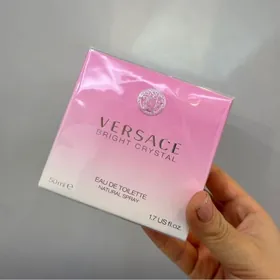 VERSACE
BRIGHT CRYSTAL
EAU DE TOILETTE
NATURAL SPRAY
50ml e
1.7 US fl.oz.